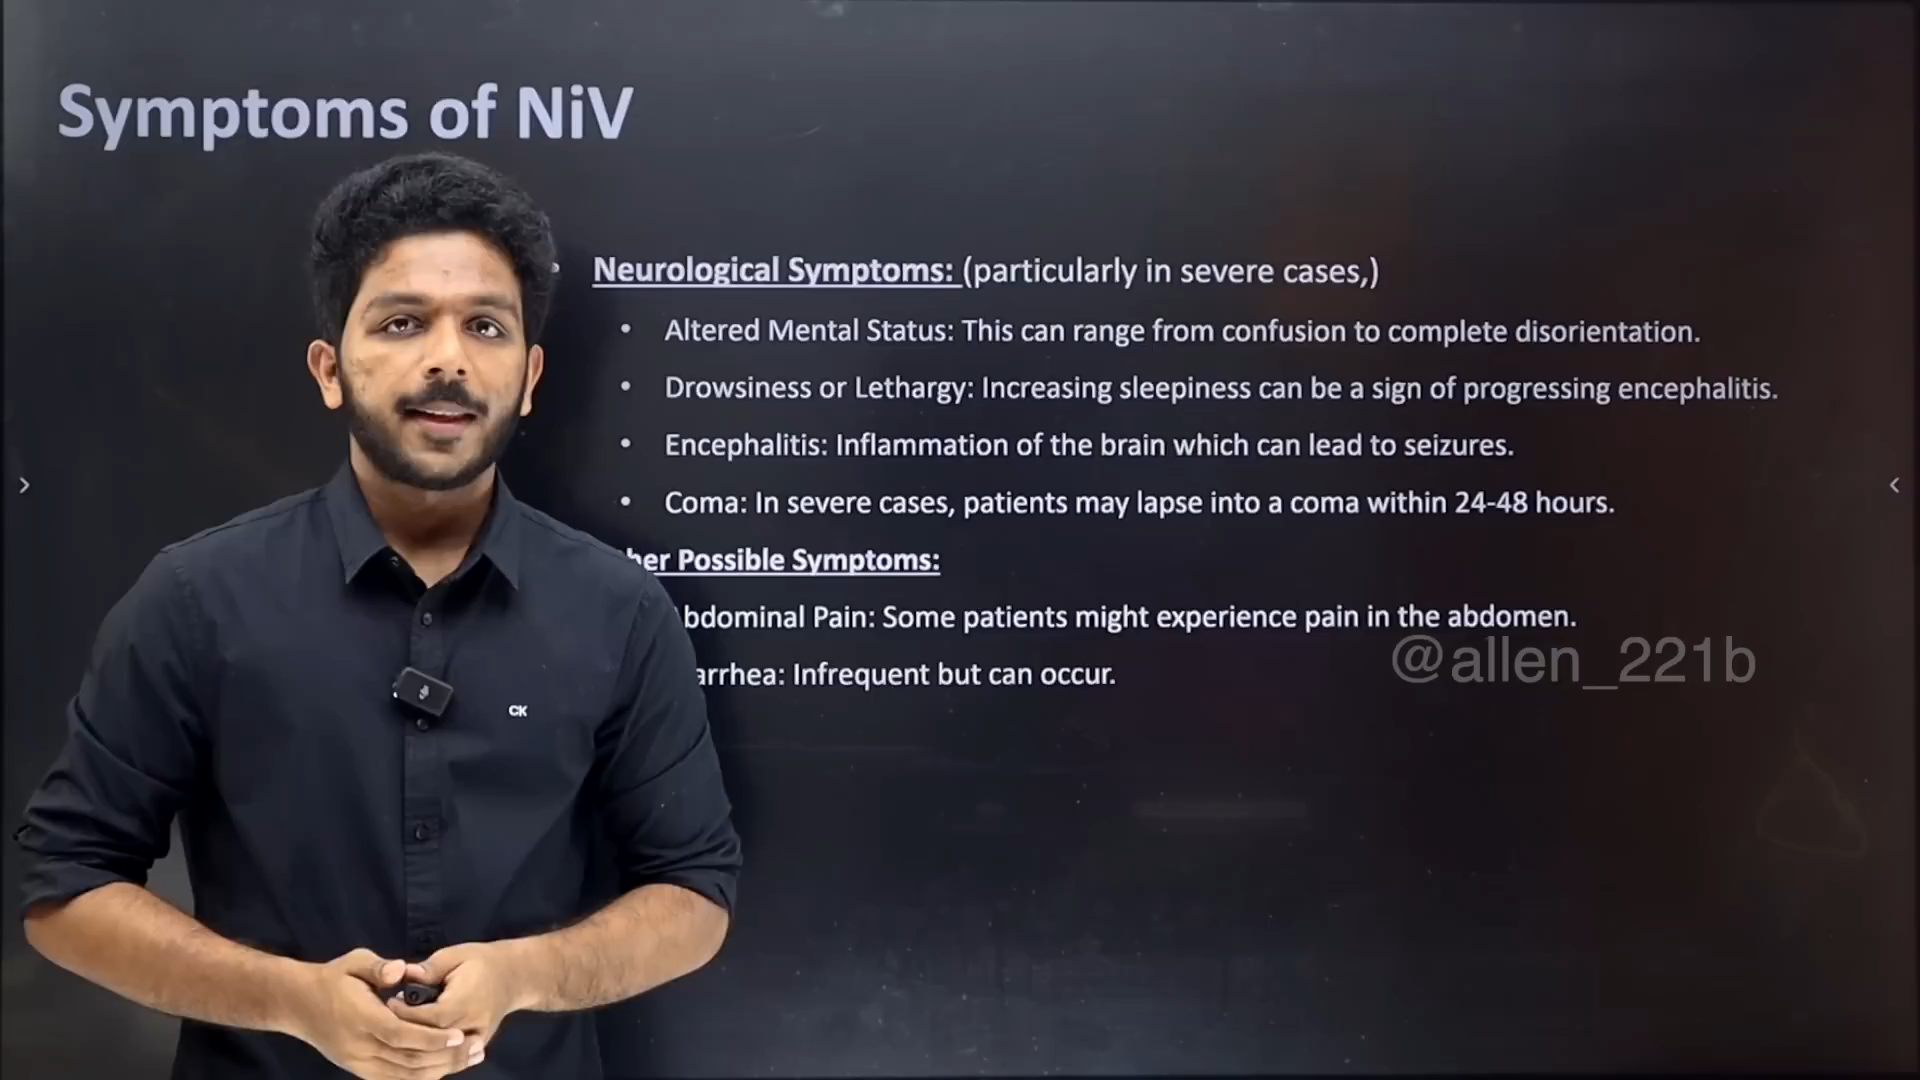 Symptoms of NiV
Neurological Symptoms: (particularly in severe cases,)
• Altered Mental Status: This can range from confusion to complete disorientation.
• Drowsiness or Lethargy: Increasing sleepiness can be a sign of progressing encephalitis.
• Encephalitis: Inflammation of the brain which can lead to seizures.
• Coma: In severe cases, patients may lapse into a coma within 24-48 hours.
Possible Symptoms:
Pain: Some patients might experience pain in the abdomen.
@allen_221b
Infrequent but can occur.
CK